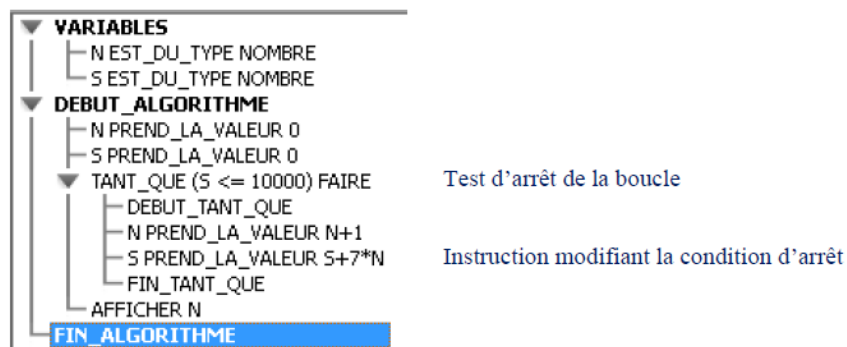 VARIABLES
N EST_DU_TYPE NOMBRE
S EST_DU_TYPE NOMBRE
DEBUT_ALGORITHME
N PREND_LA_VALEUR 0
S PREND_LA_VALEUR 0
TANT_QUE (S <= 10000) FAIRE Test d'arrêt de la boucle
DEBUT_TANT_QUE
N PREND_LA_VALEUR N+1
S PREND_LA_VALEUR S+7*N Instruction modifiant la condition d'arrêt
FIN_TANT_QUE
AFFICHER N
FIN_ALGORITHME